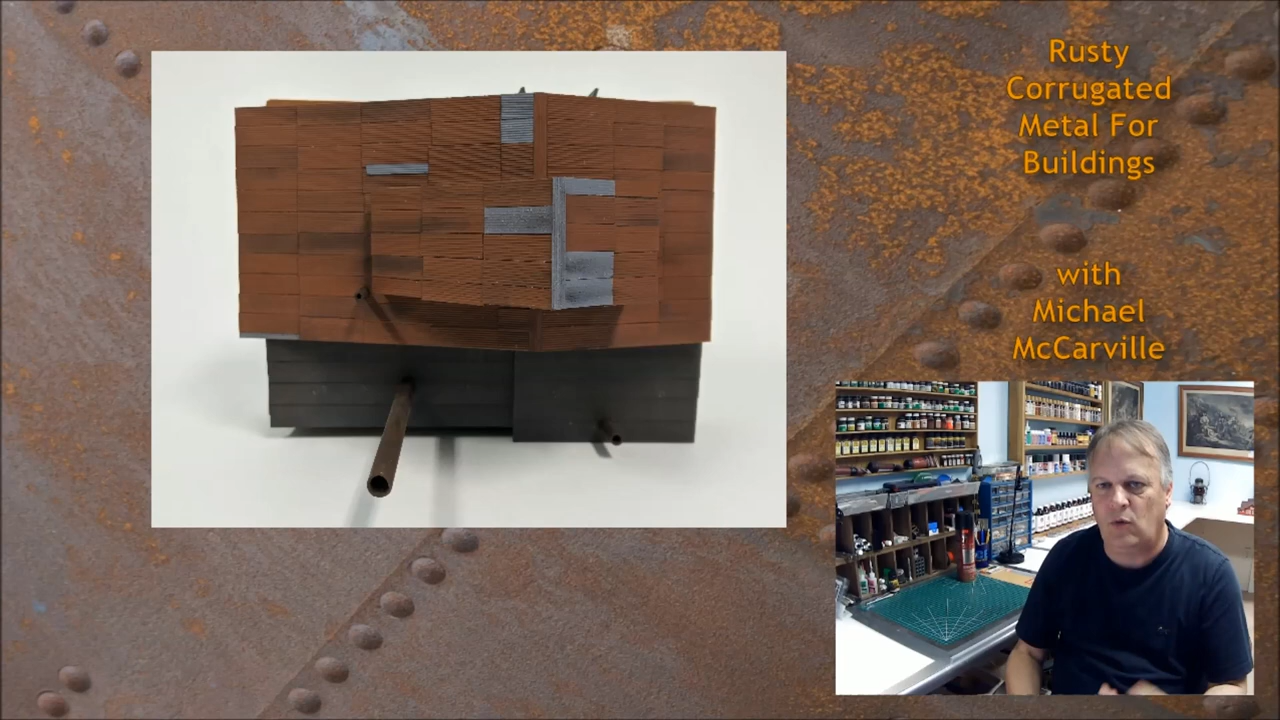 Rusty
Corrugated
Metal For
Buildings
with
Michael
McCarville